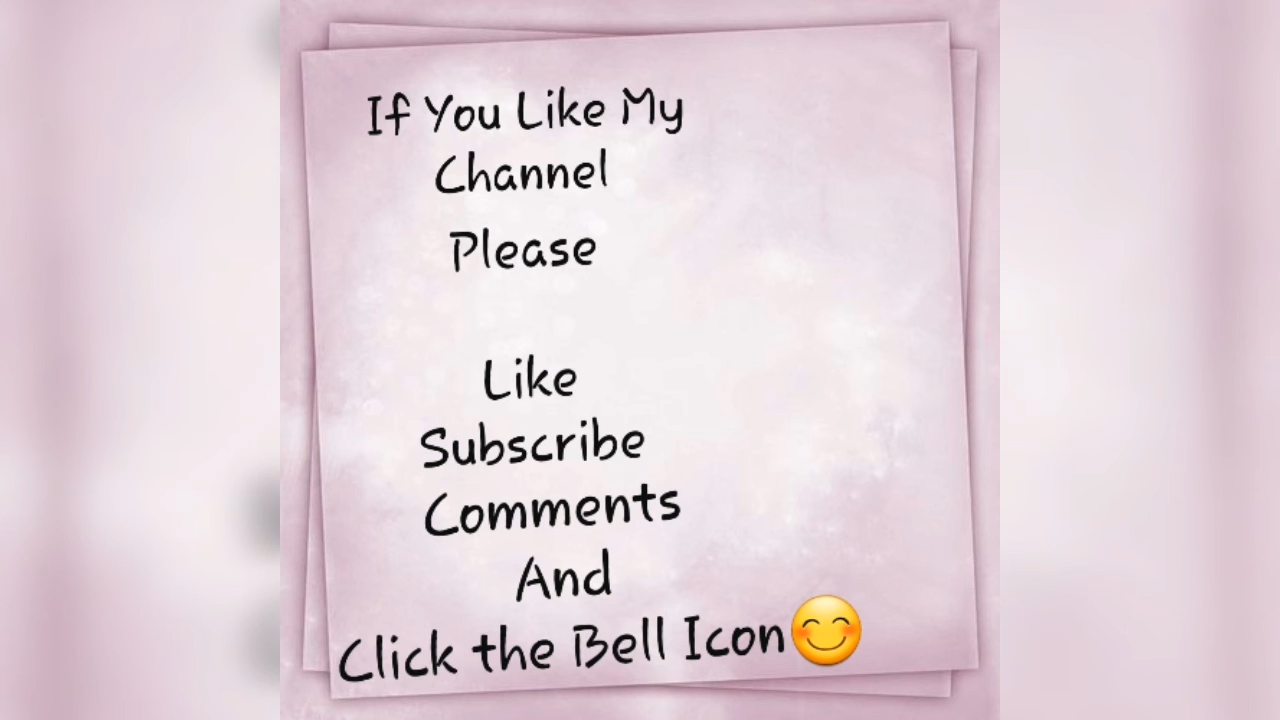 If You Like My
Channel
Please
Like
Subscribe
Comments
And
Click the Bell Icon😊